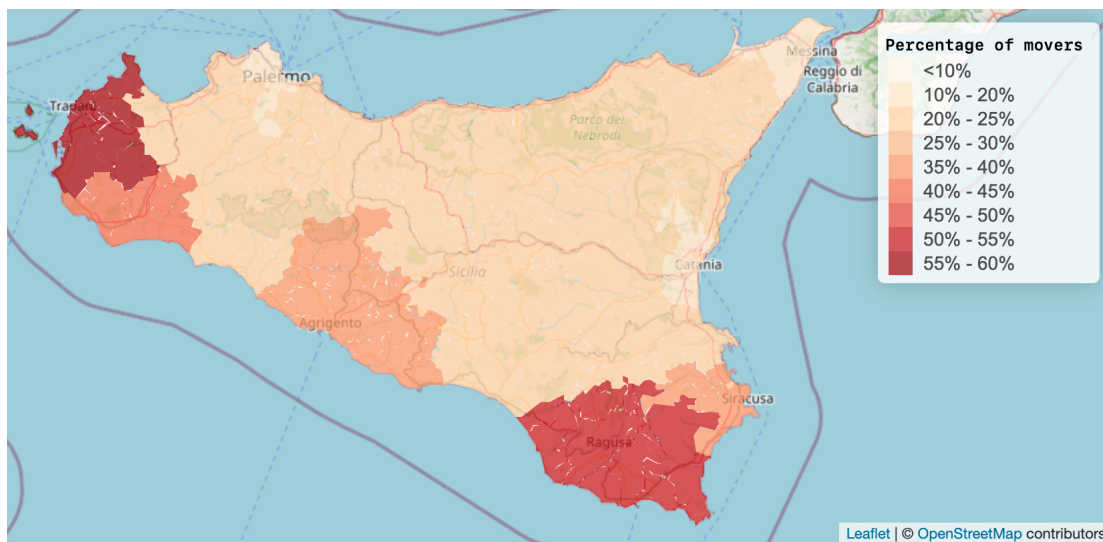 Percentage of movers
<10%
10% - 20%
20% - 25%
25% - 30%
35% - 40%
40% - 45%
45% - 50%
50% - 55%
55% - 60%
Messina
Reggio di
Calabria
Palermo
Trapani
Parco dei
Nebrodi
Sicilia
Catania
Agrigento
Siracusa
Ragusa
Leaflet | © OpenStreetMap contributors